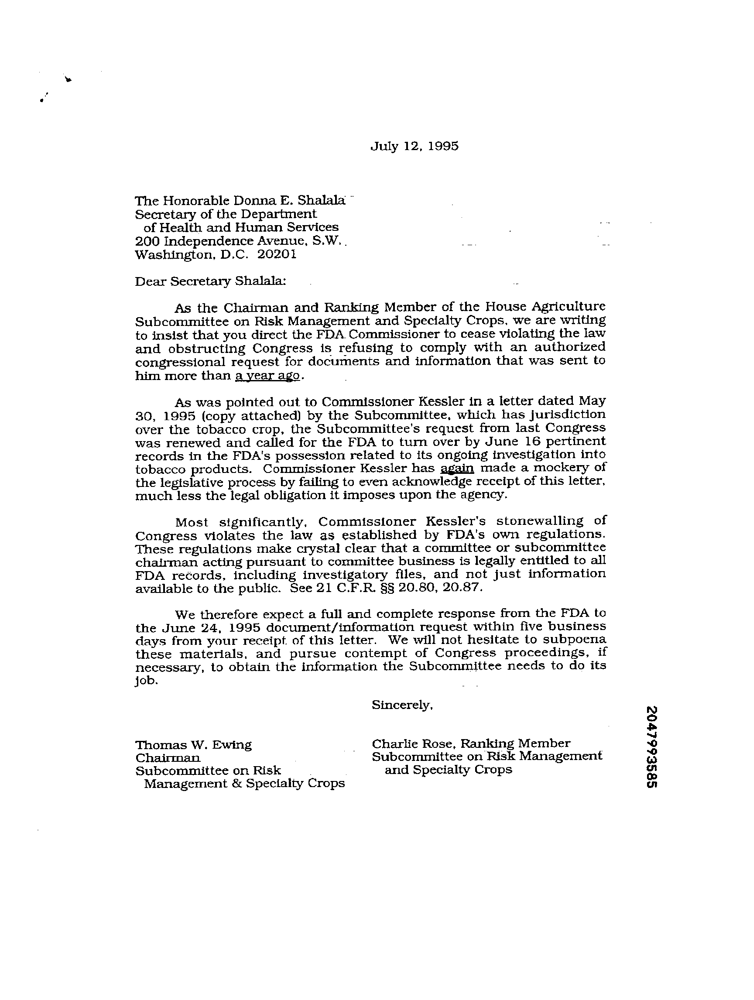 July 12, 1995
The Honorable Donna E. Shalala
Secretary of the Department
of Health and Human Services
200 Independence Avenue, S.W.
Washington, D.C. 20201
Dear Secretary Shalala:
As the Chairman and Ranking Member of the House Agriculture
Subcommittee on Risk Management and Specialty Crops, we are writing
to insist that you direct the FDA Commissioner to cease violating the law
and obstructing Congress is refusing to comply with an authorized
congressional request for documents and information that was sent to
him more than a year ago.
As was pointed out to Commissioner Kessler in a letter dated May
30, 1995 (copy attached) by the Subcommittee, which has jurisdiction
over the tobacco crop, the Subcommittee's request from last Congress
was renewed and called for the FDA to turn over by June 16 pertinent
records in the FDA's possession related to its ongoing investigation into
tobacco products. Commissioner Kessler has again made a mockery of
the legislative process by failing to even acknowledge receipt of this letter,
much less the legal obligation it imposes upon the agency.
Most significantly, Commissioner Kessler's stonewalling of
Congress violates the law as established by FDA's own regulations.
These regulations make crystal clear that a committee or subcommittee
chairman acting pursuant to committee business is legally entitled to all
FDA records, including investigatory files, and not just information
available to the public. See 21 C.F.R. §§ 20.80, 20.87.
We therefore expect a full and complete response from the FDA to
the June 24, 1995 document/information request within five business
days from your receipt of this letter. We will not hesitate to subpoena
these materials, and pursue contempt of Congress proceedings, if
necessary, to obtain the information the Subcommittee needs to do its
job.
Sincerely,
Thomas W. Ewing
Chairman
Subcommittee on Risk
Management & Specialty Crops
Charlie Rose, Ranking Member
Subcommittee on Risk Management
and Specialty Crops
2047993585